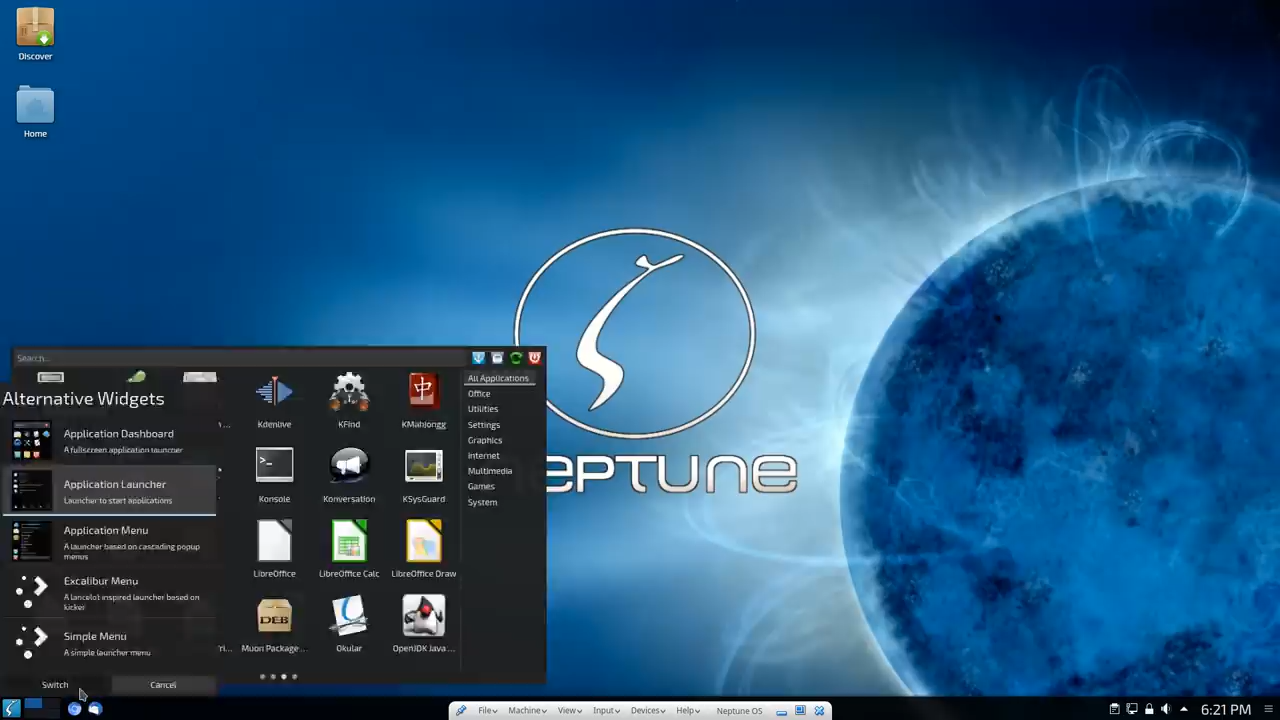 Discover
Home
NEPTUNE
Search...
Alternative Widgets
Application Dashboard
A fullscreen application launcher
Application Launcher
Launcher to start applications
Application Menu
A launcher based on cascading popup
menus
Excalibur Menu
A lancelot inspired launcher based on
kicker
Simple Menu
A simple launcher menu
Switch
Cancel
Kdenlive
KFind
KMahjongg
Konsole
Konversation
KSysGuard
LibreOffice
LibreOffice Calc
LibreOffice Draw
DEB
Muon Package...
Okular
OpenJDK Java ...
All Applications
Office
Utilities
Settings
Graphics
Internet
Multimedia
Games
System
File
Machine
View
Input
Devices
Help
Neptune OS
6:21 PM